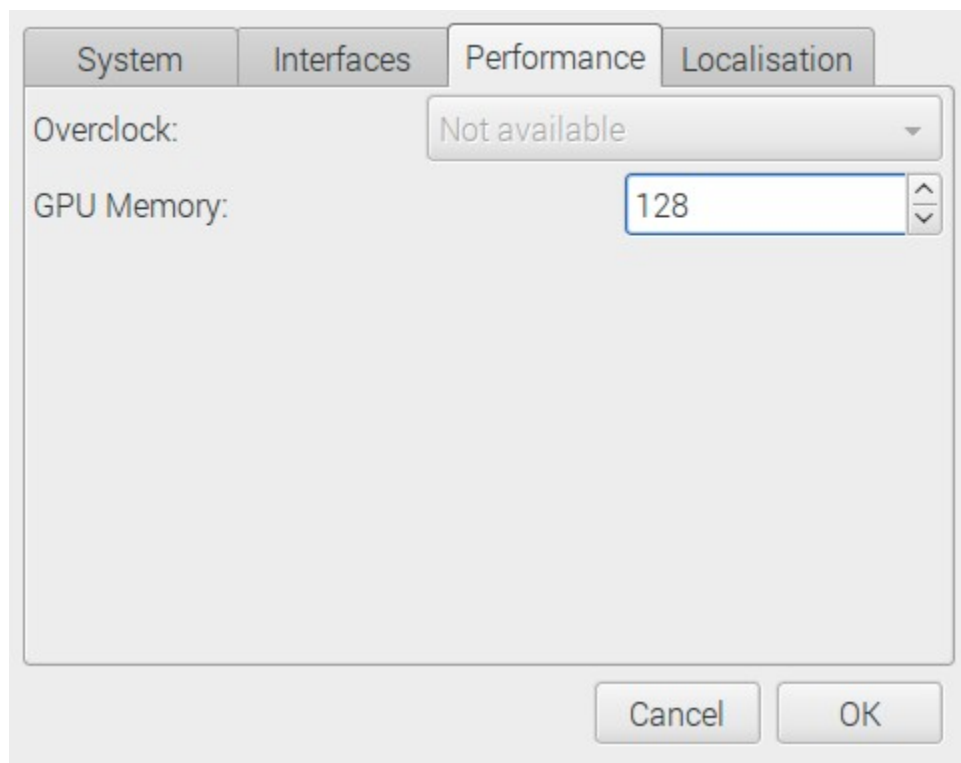 System Interfaces Performance Localisation
Overclock: Not available
GPU Memory: 128
Cancel OK